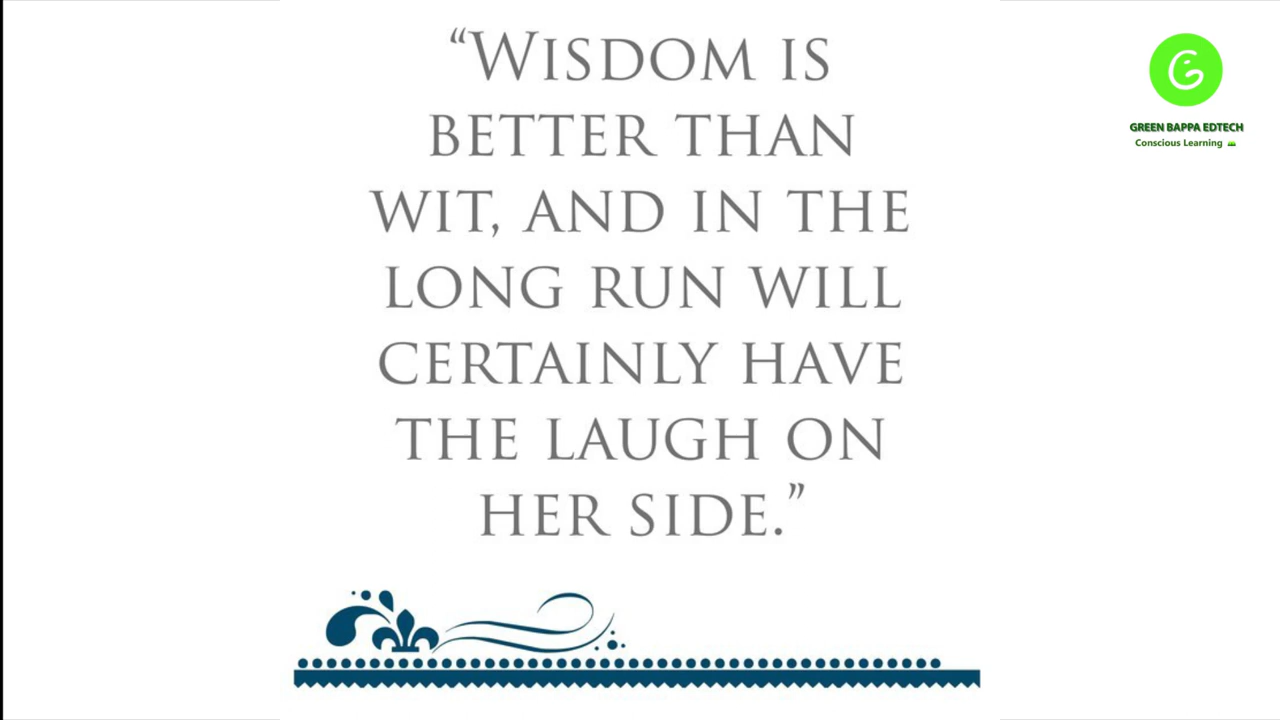 “WISDOM IS
BETTER THAN
WIT, AND IN THE
LONG RUN WILL
CERTAINLY HAVE
THE LAUGH ON
HER SIDE.”
GREEN BAPPA EDTECH
Conscious Learning